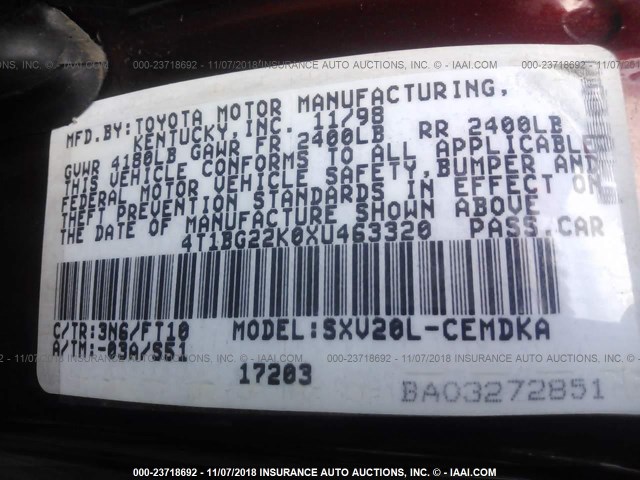 000-23718692 - 11/07/2018 INSURANCE AUTO AUCTIONS, INC. - © IAAI.COM
MFD.BY:TOYOTA MOTOR MANUFACTURING,
KENTUCKY,INC. 11/98
GVWR 4180LB GAWR FR 2400LB RR 2400LB
THIS VEHICLE CONFORMS TO ALL APPLICABLE
FEDERAL MOTOR VEHICLE SAFETY,BUMPER AND
THEFT PREVENTION STANDARDS IN EFFECT ON
THE DATE OF MANUFACTURE SHOWN ABOVE
4T1BG22K0XU463320 PASS.CAR
C/TR:3N6/FT10 MODEL:SXV20L-CEMDKA
A/TM:-03A/S51
17203
BA03272851
000-23718692 - 11/07/2018 INSURANCE AUTO AUCTIONS, INC. - © IAAI.COM